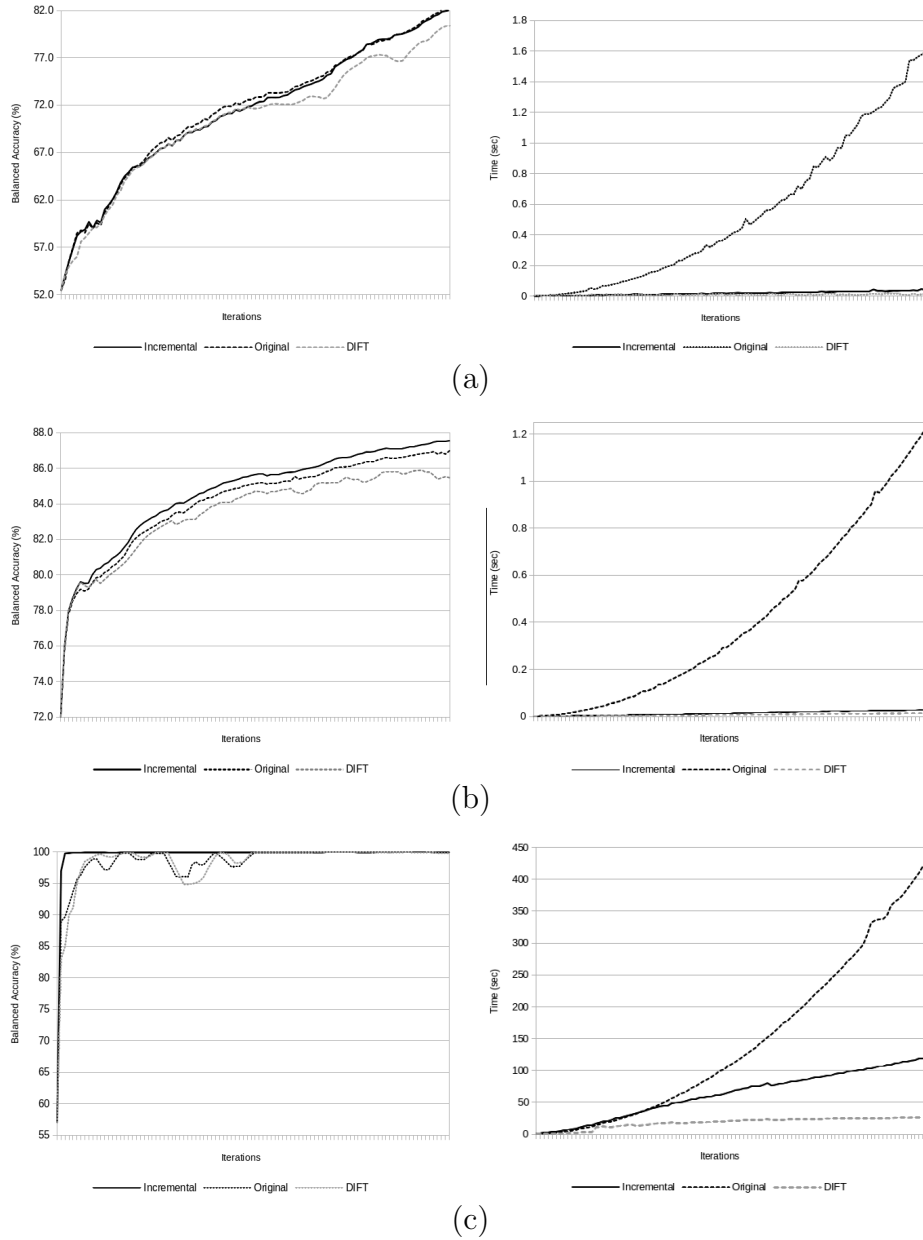 82.0
77.0
72.0
67.0
62.0
57.0
52.0
Balanced Accuracy (%)
Iterations
Incremental Original DIFT
1.8
1.6
1.4
1.2
1
0.8
0.6
0.4
0.2
0
Time (sec)
Iterations
Incremental Original DIFT
(a)
88.0
86.0
84.0
82.0
80.0
78.0
76.0
74.0
72.0
Balanced Accuracy (%)
Iterations
Incremental Original DIFT
1.2
1
0.8
0.6
0.4
0.2
0
Time (sec)
Iterations
Incremental Original DIFT
(b)
100
95
90
85
80
75
70
65
60
55
Balanced Accuracy (%)
Iterations
Incremental Original DIFT
450
400
350
300
250
200
150
100
50
0
Time (sec)
Iterations
Incremental Original DIFT
(c)